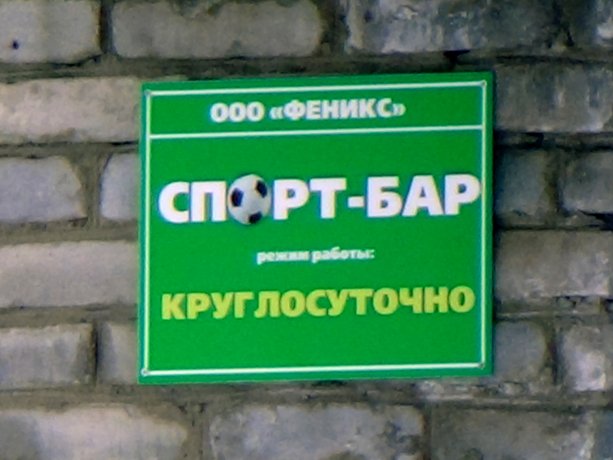 ООО «ФЕНИКС»
СПОРТ-БАР
режим работы:
КРУГЛОСУТОЧНО